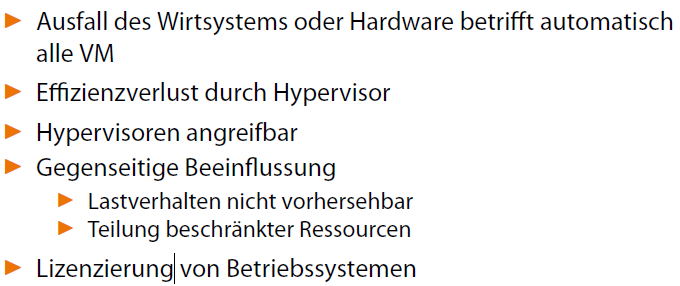 Ausfall des Wirtsystems oder Hardware betrifft automatisch
alle VM
Effizienzverlust durch Hypervisor
Hypervisoren angreifbar
Gegenseitige Beeinflussung
Lastverhalten nicht vorhersehbar
Teilung beschränkter Ressourcen
Lizenzierung von Betriebssystemen